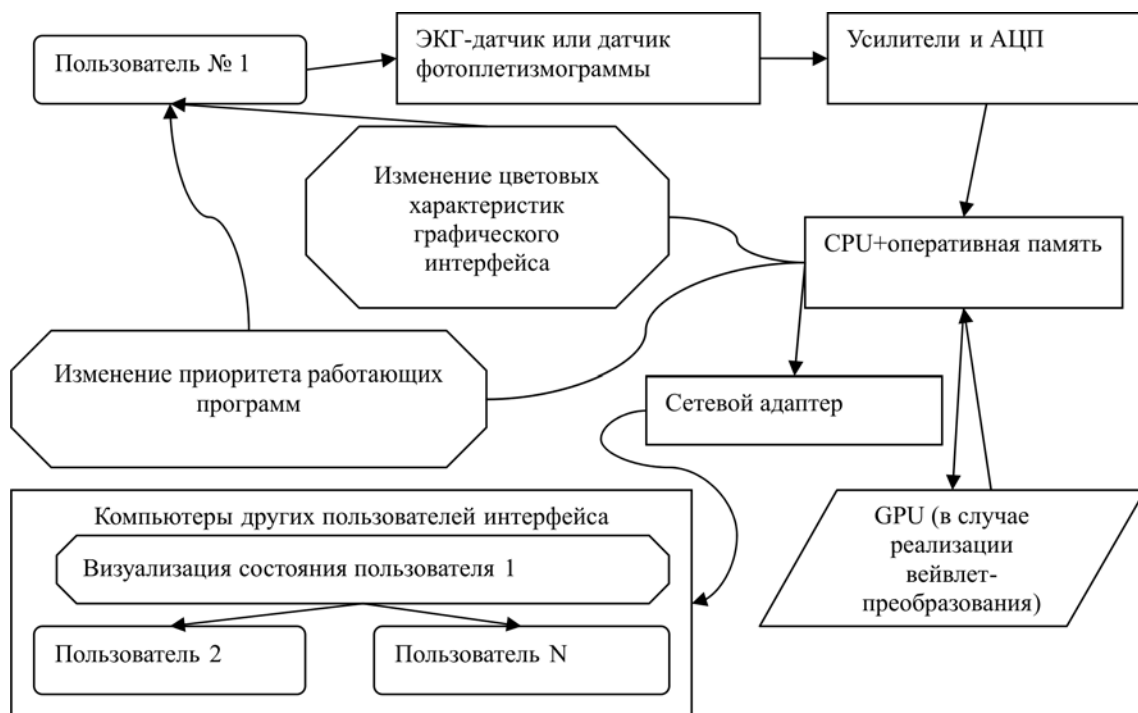 Пользователь № 1
ЭКГ-датчик или датчик
фотоплетизмограммы
Усилители и АЦП
Изменение цветовых
характеристик
графического
интерфейса
CPU+оперативная память
Изменение приоритета работающих
программ
Сетевой адаптер
GPU (в случае
реализации
вейвлет-
преобразования)
Компьютеры других пользователей интерфейса
Визуализация состояния пользователя 1
Пользователь 2
Пользователь N